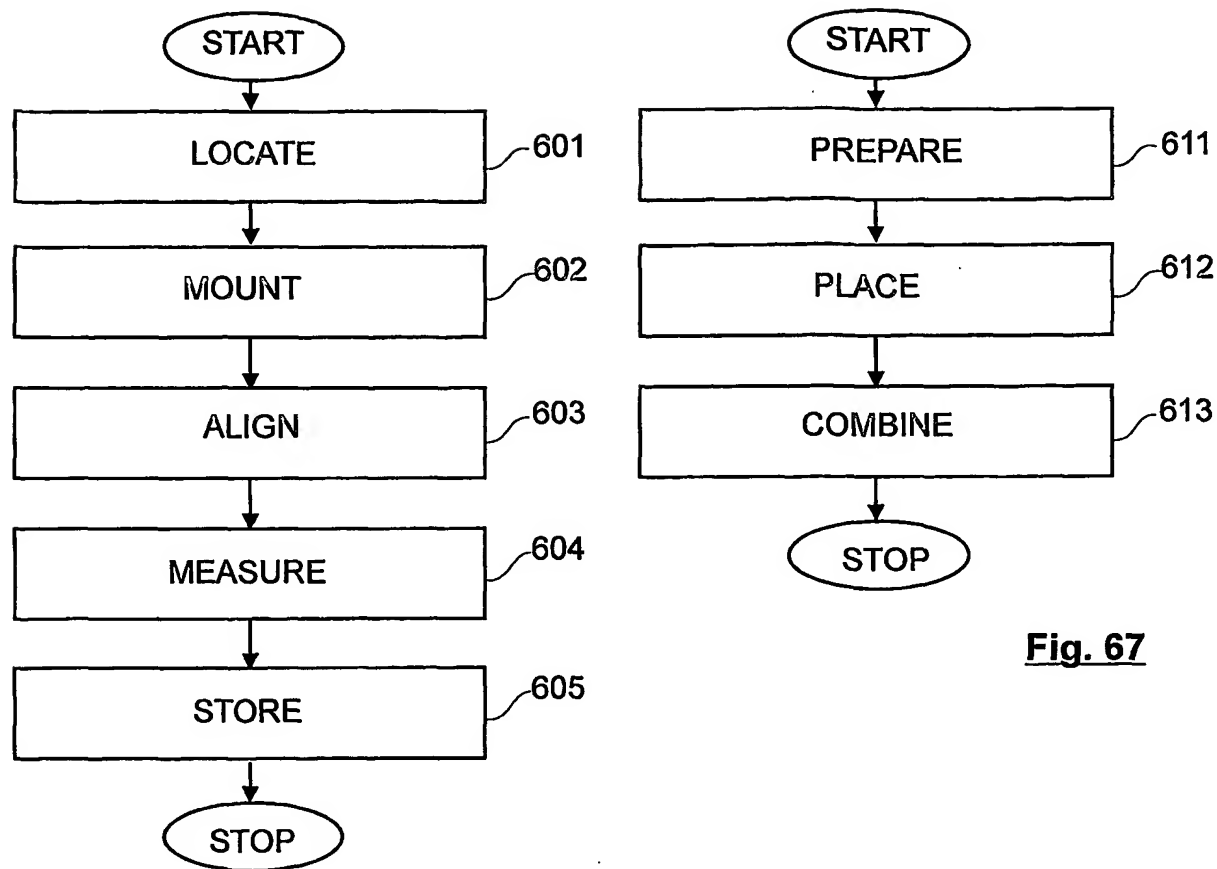 START
LOCATE
601
MOUNT
602
ALIGN
603
MEASURE
604
STORE
605
STOP
START
PREPARE
611
PLACE
612
COMBINE
613
STOP
Fig. 67